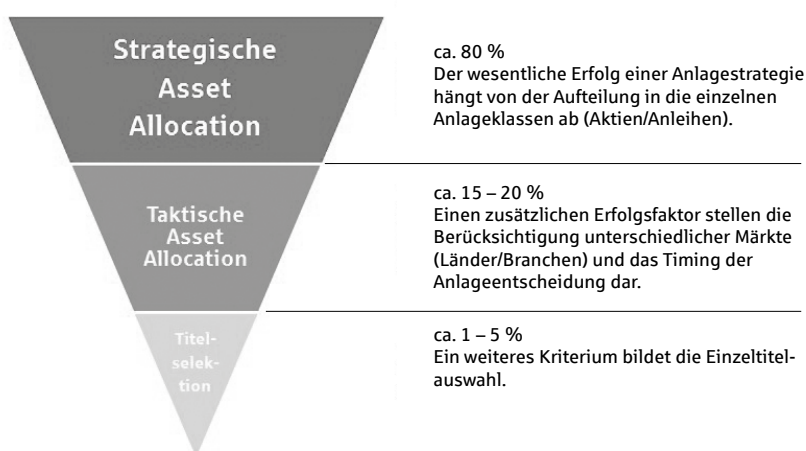 Strategische
Asset
Allocation
ca. 80 %
Der wesentliche Erfolg einer Anlagestrategie
hängt von der Aufteilung in die einzelnen
Anlageklassen ab (Aktien/Anleihen).
Taktische
Asset
Allocation
ca. 15 – 20 %
Einen zusätzlichen Erfolgsfaktor stellen die
Berücksichtigung unterschiedlicher Märkte
(Länder/Branchen) und das Timing der
Anlageentscheidung dar.
Titel-
selek-
tion
ca. 1 – 5 %
Ein weiteres Kriterium bildet die Einzeltitel-
auswahl.